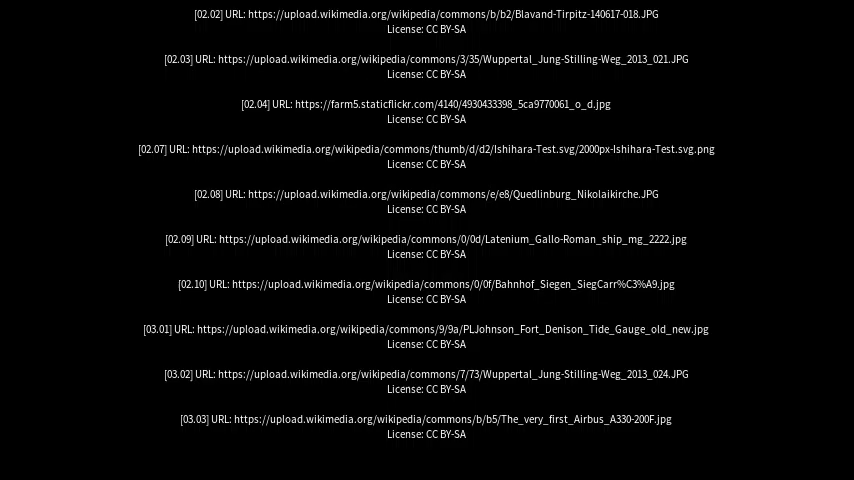 [02.02] URL: https://upload.wikimedia.org/wikipedia/commons/b/b2/Blavand-Tirpitz-140617-018.JPG
License: CC BY-SA
[02.03] URL: https://upload.wikimedia.org/wikipedia/commons/3/35/Wuppertal_Jung-Stilling-Weg_2013_021.JPG
License: CC BY-SA
[02.04] URL: https://farm5.staticflickr.com/4140/4930433398_5ca9770061_o_d.jpg
License: CC BY-SA
[02.07] URL: https://upload.wikimedia.org/wikipedia/commons/thumb/d/d2/Ishihara-Test.svg/2000px-Ishihara-Test.svg.png
License: CC BY-SA
[02.08] URL: https://upload.wikimedia.org/wikipedia/commons/e/e8/Quedlinburg_Nikolaikirche.JPG
License: CC BY-SA
[02.09] URL: https://upload.wikimedia.org/wikipedia/commons/0/0d/Latenium_Gallo-Roman_ship_mg_2222.jpg
License: CC BY-SA
[02.10] URL: https://upload.wikimedia.org/wikipedia/commons/0/0f/Bahnhof_Siegen_SiegCarr%C3%A9.jpg
License: CC BY-SA
[03.01] URL: https://upload.wikimedia.org/wikipedia/commons/9/9a/PLJohnson_Fort_Denison_Tide_Gauge_old_new.jpg
License: CC BY-SA
[03.02] URL: https://upload.wikimedia.org/wikipedia/commons/7/73/Wuppertal_Jung-Stilling-Weg_2013_024.JPG
License: CC BY-SA
[03.03] URL: https://upload.wikimedia.org/wikipedia/commons/b/b5/The_very_first_Airbus_A330-200F.jpg
License: CC BY-SA